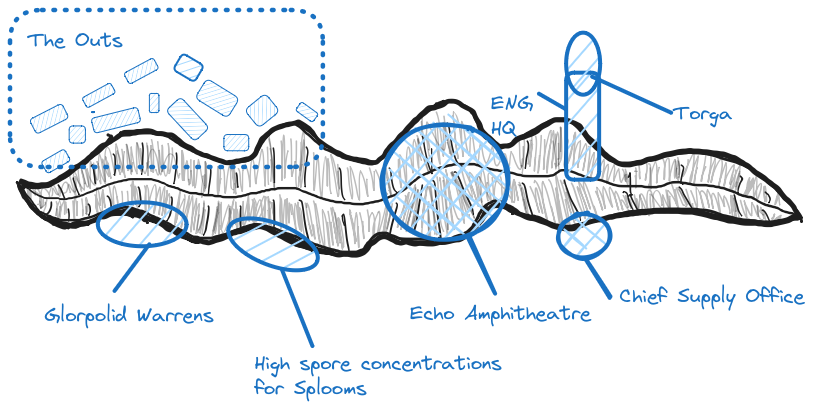 The Outs
ENG
HQ
Torga
Chief Supply Office
Glorpolid Warrens
Echo Amphitheatre
High spore concentrations
for Splooms